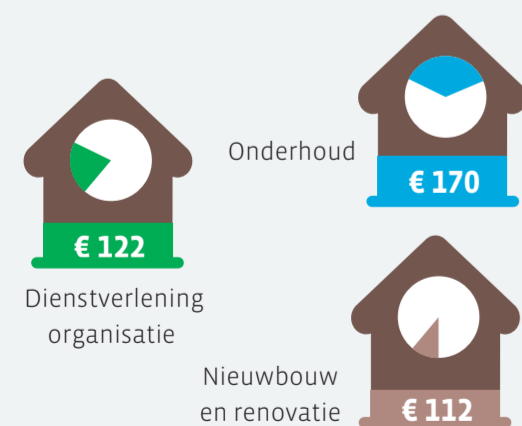 Onderhoud
€ 170
€ 122
Dienstverlening
organisatie
Nieuwbouw
en renovatie
€ 112